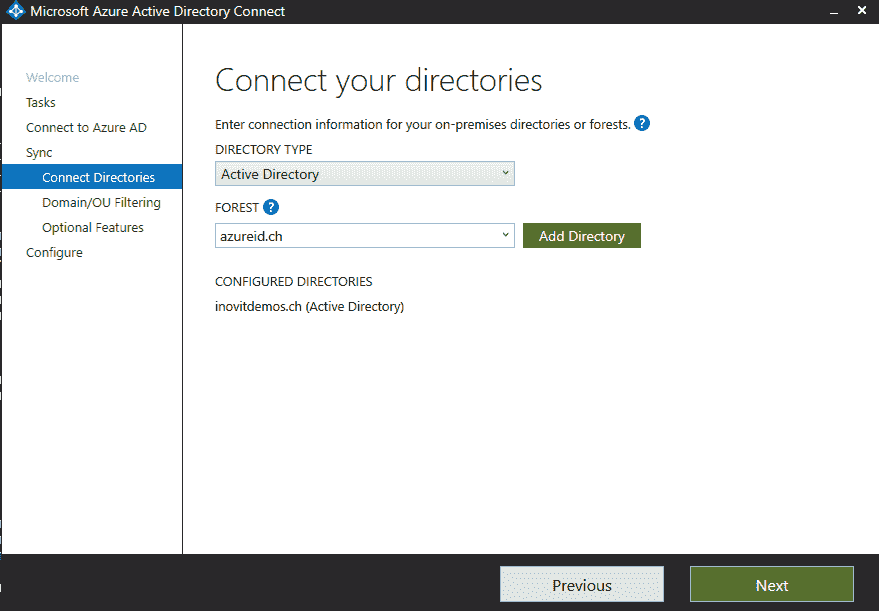 Microsoft Azure Active Directory Connect
Welcome
Tasks
Connect to Azure AD
Sync
Connect Directories
Domain/OU Filtering
Optional Features
Configure
Connect your directories
Enter connection information for your on-premises directories or forests. ?
DIRECTORY TYPE
Active Directory
FOREST ?
azureid.ch
Add Directory
CONFIGURED DIRECTORIES
inovitdemos.ch (Active Directory)
Previous
Next